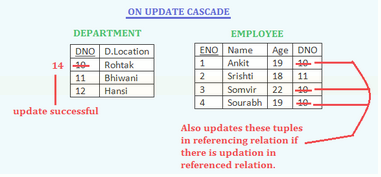 ON UPDATE CASCADE
DEPARTMENT
DNO D.Location
14 10 Rohtak
11 Bhiwani
12 Hansi
update successful
EMPLOYEE
ENO Name Age DNO
1 Ankit 19 10
2 Srishti 18 11
3 Somvir 22 10
4 Sourabh 19 10
Also updates these tuples
in referencing relation if
there is updation in
referenced relation.